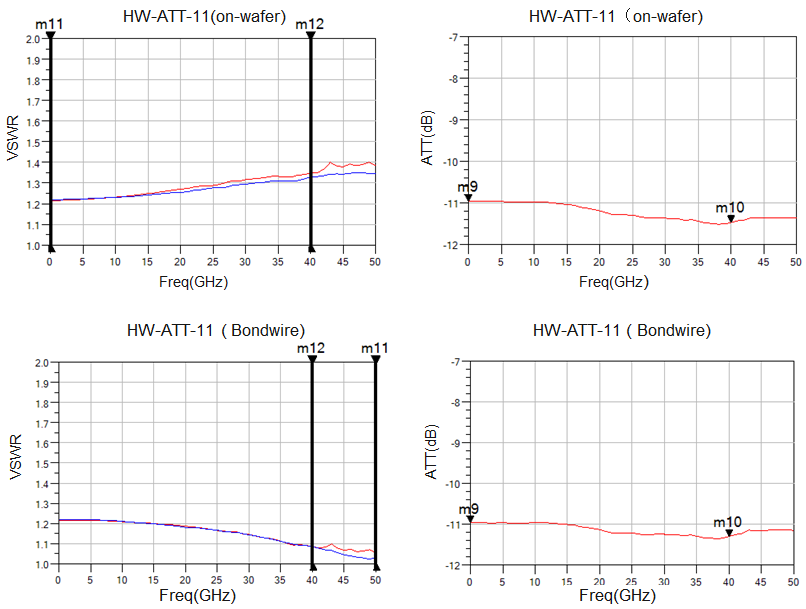 HW-ATT-11(on-wafer)
m11
m12
2.0
1.9
1.8
1.7
1.6
1.5
1.4
1.3
1.2
1.1
1.0
VSWR
0 5 10 15 20 25 30 35 40 45 50
Freq(GHz)
HW-ATT-11（on-wafer)
-7
-8
-9
-10
-11
-12
ATT(dB)
m9
m10
0 5 10 15 20 25 30 35 40 45 50
Freq(GHz)
HW-ATT-11 ( Bondwire)
m12 m11
2.0
1.9
1.8
1.7
1.6
1.5
1.4
1.3
1.2
1.1
1.0
VSWR
0 5 10 15 20 25 30 35 40 45 50
Freq(GHz)
HW-ATT-11 ( Bondwire)
-7
-8
-9
-10
-11
-12
ATT(dB)
m9
m10
0 5 10 15 20 25 30 35 40 45 50
Freq(GHz)